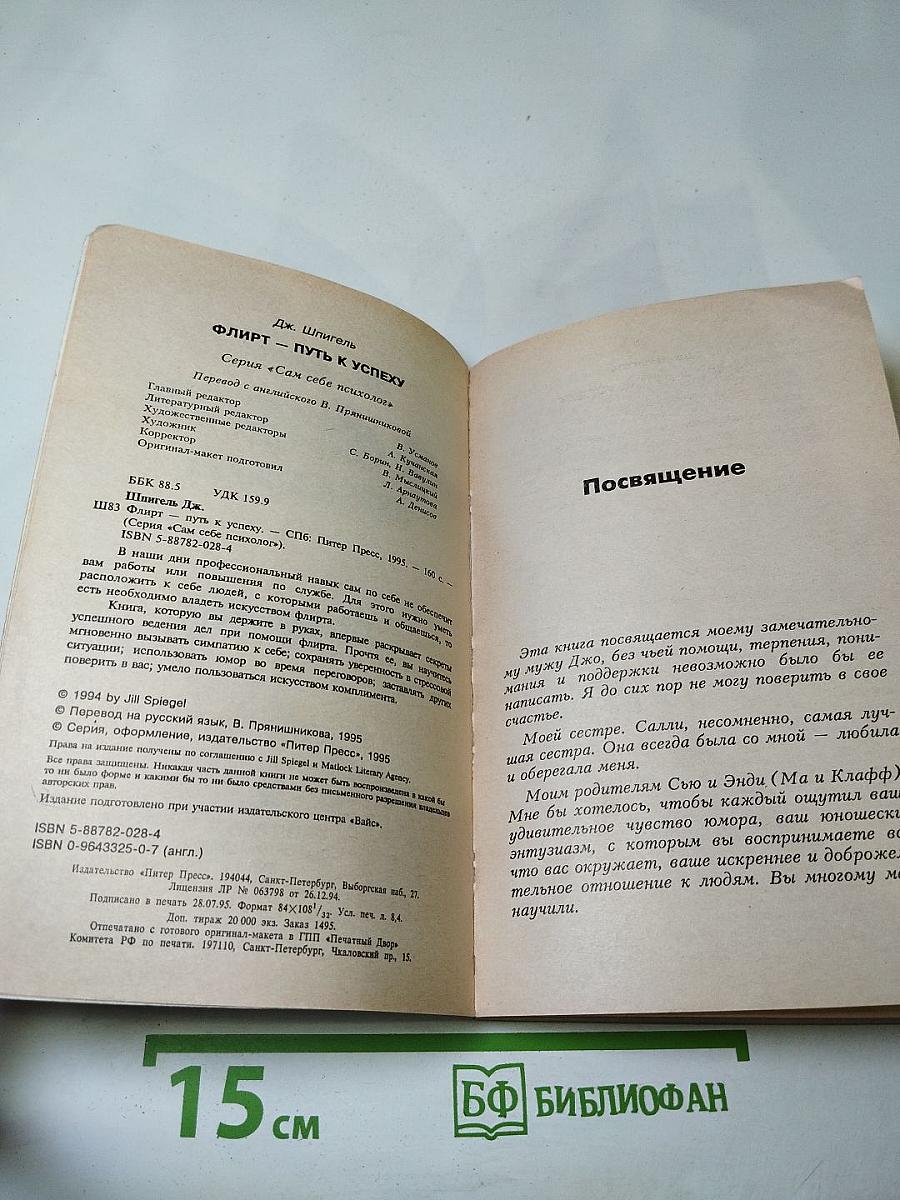 Дж. Шпигель
ФЛИРТ — ПУТЬ К УСПЕХУ
Серия «Сам себе психолог»
Перевод с английского В. Прянишниковой
Главный редактор В. Усманов
Литературный редактор А. Кучанская
Художественные редакторы С. Борин, Н. Вавулин
Художник В. Мыслицкий
Корректор Л. Арнаутова
Оригинал-макет подготовил А. Денисов
ББК 88.5 УДК 159.9
Шпигель Дж.
Ш83 Флирт — путь к успеху. — СПб: Питер Пресс, 1995. — 160 с. —
(Серия «Сам себе психолог»).
ISBN 5-88782-028-4
В наши дни профессиональный навык сам по себе не обеспечит
вам работы или повышения по службе. Для этого нужно уметь
расположить к себе людей, с которыми работаешь и общаешься, то
есть необходимо владеть искусством флирта.
Книга, которую вы держите в руках, впервые раскрывает секреты
успешного ведения дел при помощи флирта. Прочтя ее, вы научитесь
мгновенно вызывать симпатию к себе; сохранять уверенность в стрессовой
ситуации; использовать юмор во время переговоров; заставлять других
поверить в вас; умело пользоваться искусством комплимента.
© 1994 by Jill Spiegel
© Перевод на русский язык, В. Прянишникова, 1995
© Серия, оформление, издательство «Питер Пресс», 1995
Права на издание получены по соглашению с Jill Spiegel и Matlock Literary Agency.
Все права защищены. Никакая часть данной книги не может быть воспроизведена в какой бы
то ни было форме и какими бы то ни было средствами без письменного разрешения владельцев
авторских прав.
Издание подготовлено при участии издательского центра «Вайс».
ISBN 5-88782-028-4
ISBN 0-9643325-0-7 (англ.)
Издательство «Питер Пресс». 194044, Санкт-Петербург, Выборгская наб., 27.
Лицензия ЛР № 063798 от 26.12.94.
Подписано в печать 28.07.95. Формат 84×108 1/32. Усл. печ. л. 8,4.
Доп. тираж 20 000 экз. Заказ 1495.
Отпечатано с готового оригинал-макета в ГПП «Печатный Двор»
Комитета РФ по печати. 197110, Санкт-Петербург, Чкаловский пр., 15.
Посвящение
Эта книга посвящается моему замечательно-
му мужу Джо, без чьей помощи, терпения, пони-
мания и поддержки невозможно было бы ее
написать. Я до сих пор не могу поверить в свое
счастье.
Моей сестре. Салли, несомненно, самая луч-
шая сестра. Она всегда была со мной — любила
и оберегала меня.
Моим родителям Сью и Энди (Ма и Клафф)
Мне бы хотелось, чтобы каждый ощутил ваш
удивительное чувство юмора, ваш юношески
энтузиазм, с которым вы воспринимаете вс
что вас окружает, ваше искреннее и доброжел
тельное отношение к людям. Вы многому ме
научили.
15 см
БФ БИБЛИОФАН